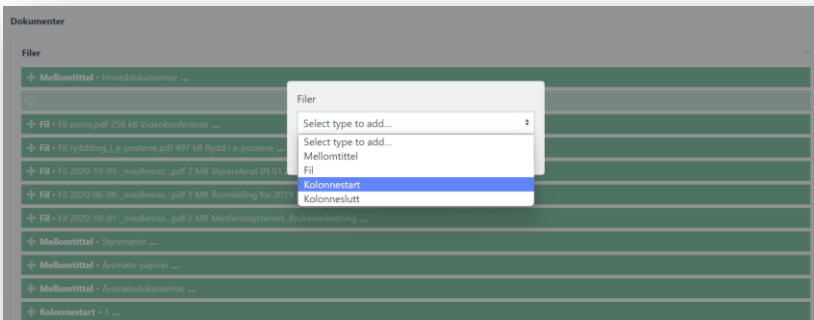 Dokumenter
Filer
Mellomtittel - Hoveddokumenter ...
Fil - Fil zoom.pdf 258 kB Videokonferanse ...
Fil - Fil ryddding_i_e-postene.pdf 497 kB Rydd i e-postene ...
Fil - Fil 2020-10-01-_medlemss...pdf 2 MB Styrereferat 01.01.
Fil - Fil 2020-06-08-_medlemss...pdf 1 MB Årsmelding for 2019
Fil - Fil 2020-10-01-_medlemss...pdf 2 MB Medlemssystemet. Brukerveiledning ...
Mellomtittel - Styremøter ...
Mellomtittel - Årsmøte-papirer ...
Mellomtittel - Årsmøtedokumenter ...
Kolonnestart - 3 ...
Filer
Select type to add...
Select type to add...
Mellomtittel
Fil
Kolonnestart
Kolonneslutt